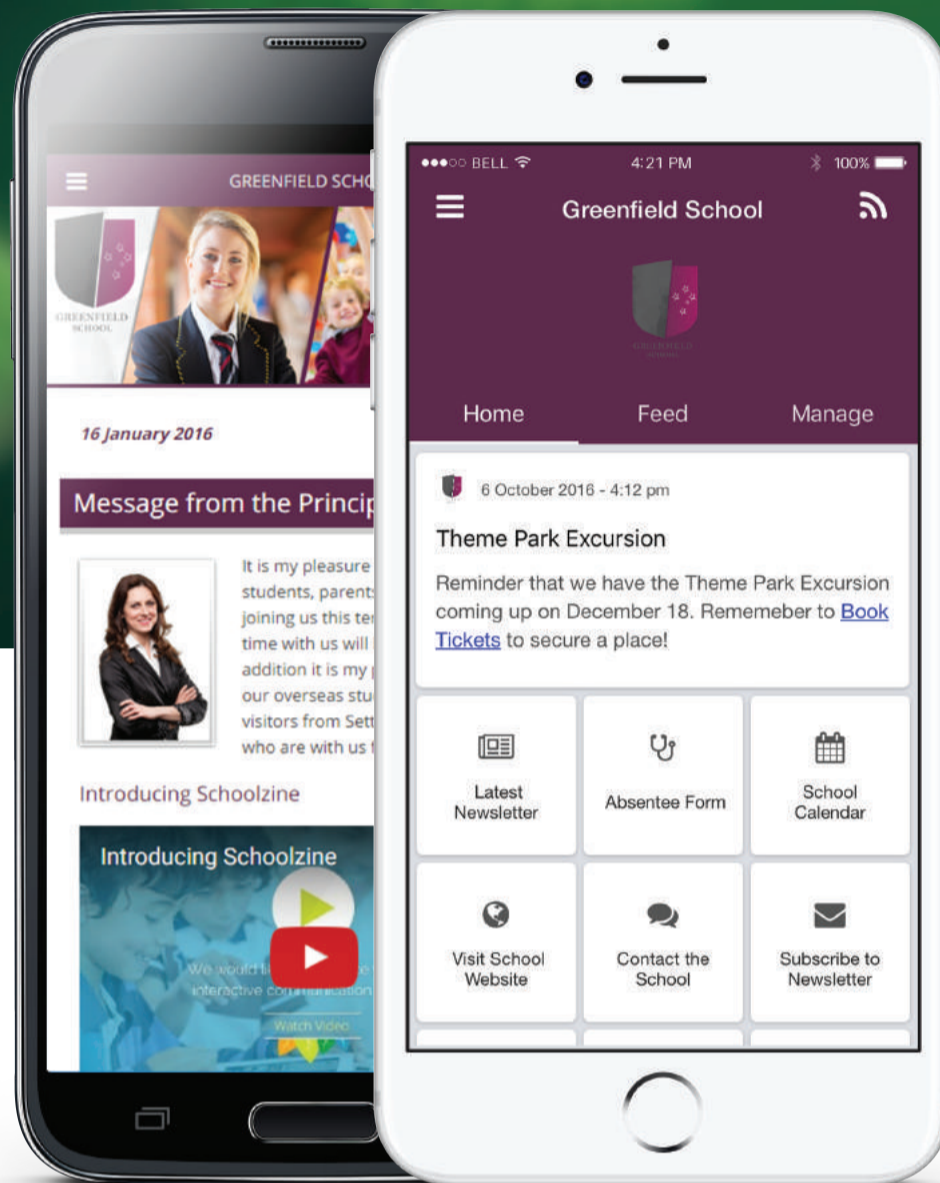 GREENFIELD SCHO
GREENFIELD
SCHOOL
16 January 2016
Message from the Princip
It is my pleasure
students, parents
joining us this ter
time with us will
addition it is my
our overseas stu
visitors from Sett
who are with us
Introducing Schoolzine
Introducing Schoolzine
We would li
interactive communication
Watch Video
BELL 4:21 PM 100%
Greenfield School
GREENFIELD
SCHOOL
Home Feed Manage
6 October 2016 - 4:12 pm
Theme Park Excursion
Reminder that we have the Theme Park Excursion
coming up on December 18. Rememeber to Book
Tickets to secure a place!
Latest
Newsletter
Absentee Form
School
Calendar
Visit School
Website
Contact the
School
Subscribe to
Newsletter